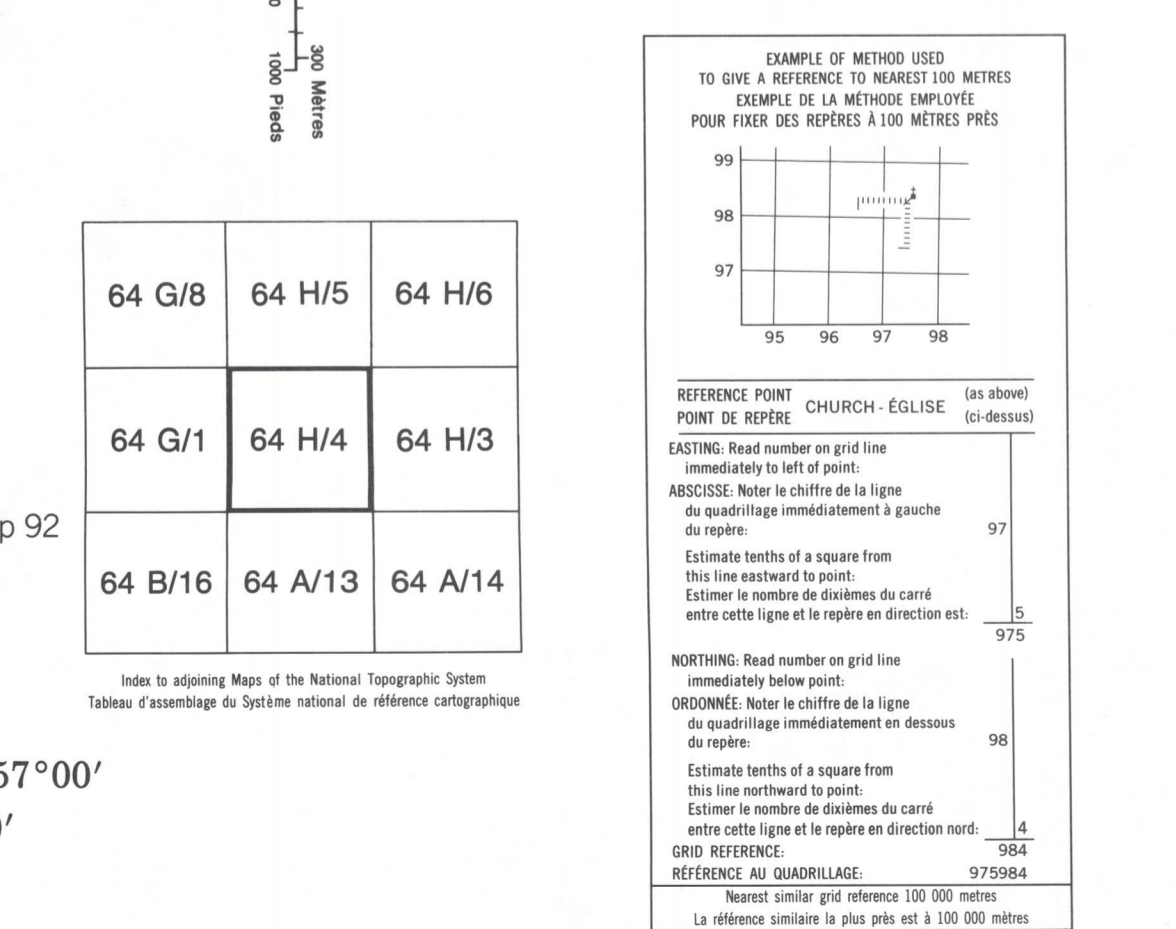 300 Mètres
1000 Pieds
64 G/8 64 H/5 64 H/6
64 G/1 64 H/4 64 H/3
64 B/16 64 A/13 64 A/14
Index to adjoining Maps of the National Topographic System
Tableau d'assemblage du Système national de référence cartographique
p 92
57°00′
EXAMPLE OF METHOD USED
TO GIVE A REFERENCE TO NEAREST 100 METRES
EXEMPLE DE LA MÉTHODE EMPLOYÉE
POUR FIXER DES REPÈRES À 100 MÈTRES PRÈS
99
98
97
95 96 97 98
REFERENCE POINT
POINT DE REPÈRE
CHURCH - ÉGLISE
(as above)
(ci-dessus)
EASTING: Read number on grid line
immediately to left of point:
ABSCISSE: Noter le chiffre de la ligne
du quadrillage immédiatement à gauche
du repère: 97
Estimate tenths of a square from
this line eastward to point:
Estimer le nombre de dixièmes du carré
entre cette ligne et le repère en direction est: 5
975
NORTHING: Read number on grid line
immediately below point:
ORDONNÉE: Noter le chiffre de la ligne
du quadrillage immédiatement en dessous
du repère: 98
Estimate tenths of a square from
this line northward to point:
Estimer le nombre de dixièmes du carré
entre cette ligne et le repère en direction nord: 4
GRID REFERENCE: 984
RÉFÉRENCE AU QUADRILLAGE: 975984
Nearest similar grid reference 100 000 metres
La référence similaire la plus près est à 100 000 mètres